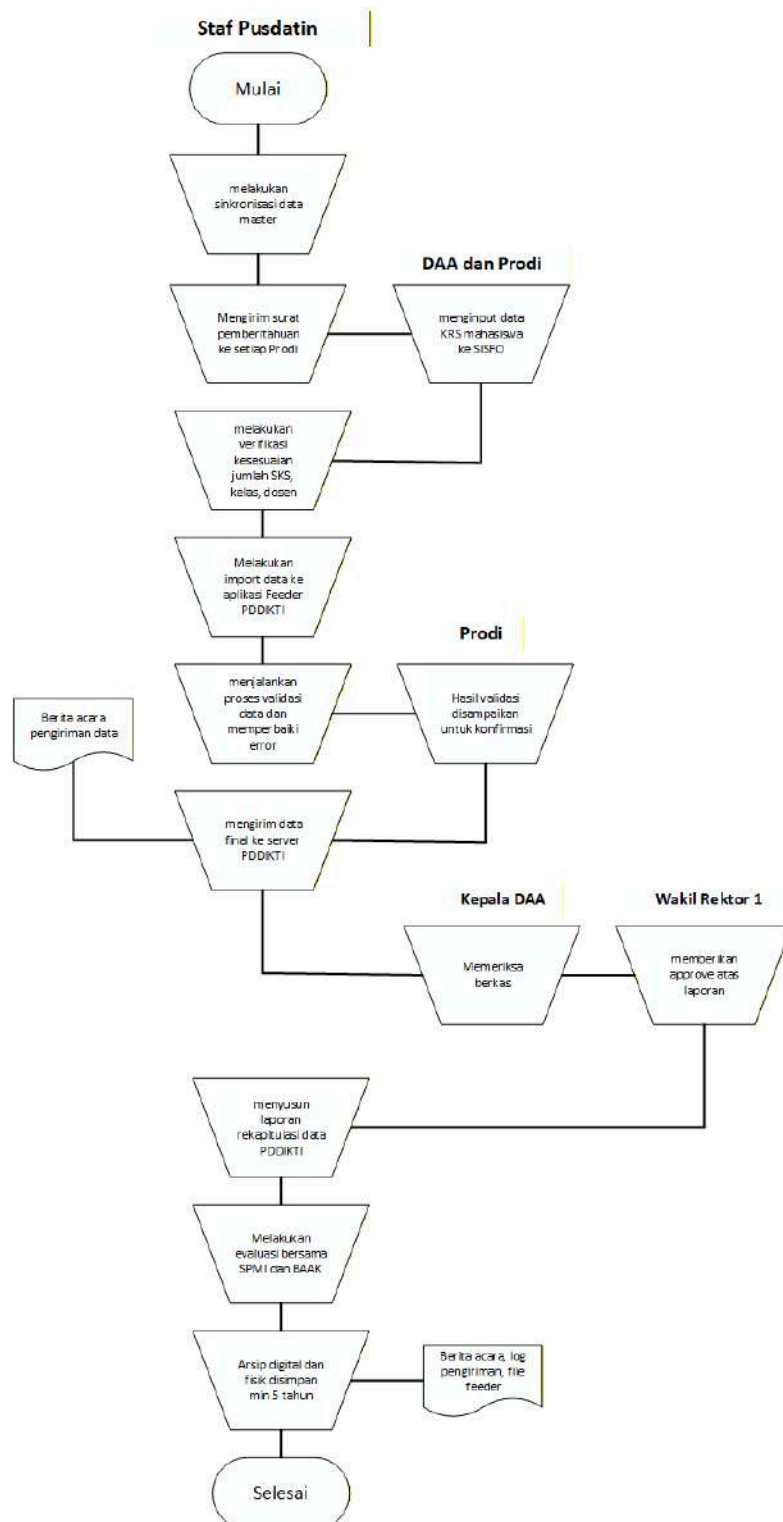 Staf Pusdatin
Mulai
melakukan
sinkronisasi data
master
DAA dan Prodi
Mengirim surat
pemberitahuan
ke setiap Prodi
menginput data
KRS mahasiswa
ke SISFO
melakukan
verifikasi
kesesuaian
jumlah SKS,
kelas, dosen
Melakukan
import data ke
aplikasi Feeder
PDDIKTI
Prodi
menjalankan
proses validasi
data dan
memperbaiki
error
Hasil validasi
disampaikan
untuk konfirmasi
Berita acara
pengiriman data
mengirim data
final ke server
PDDIKTI
Kepala DAA
Wakil Rektor 1
Memeriksa
berkas
memberikan
approve atas
laporan
menyusun
laporan
rekapitulasi data
PDDIKTI
Melakukan
evaluasi bersama
SPMI dan BAAK
Arsip digital dan
fisik disimpan
min 5 tahun
Berita acara, log
pengiriman, file
feeder
Selesai